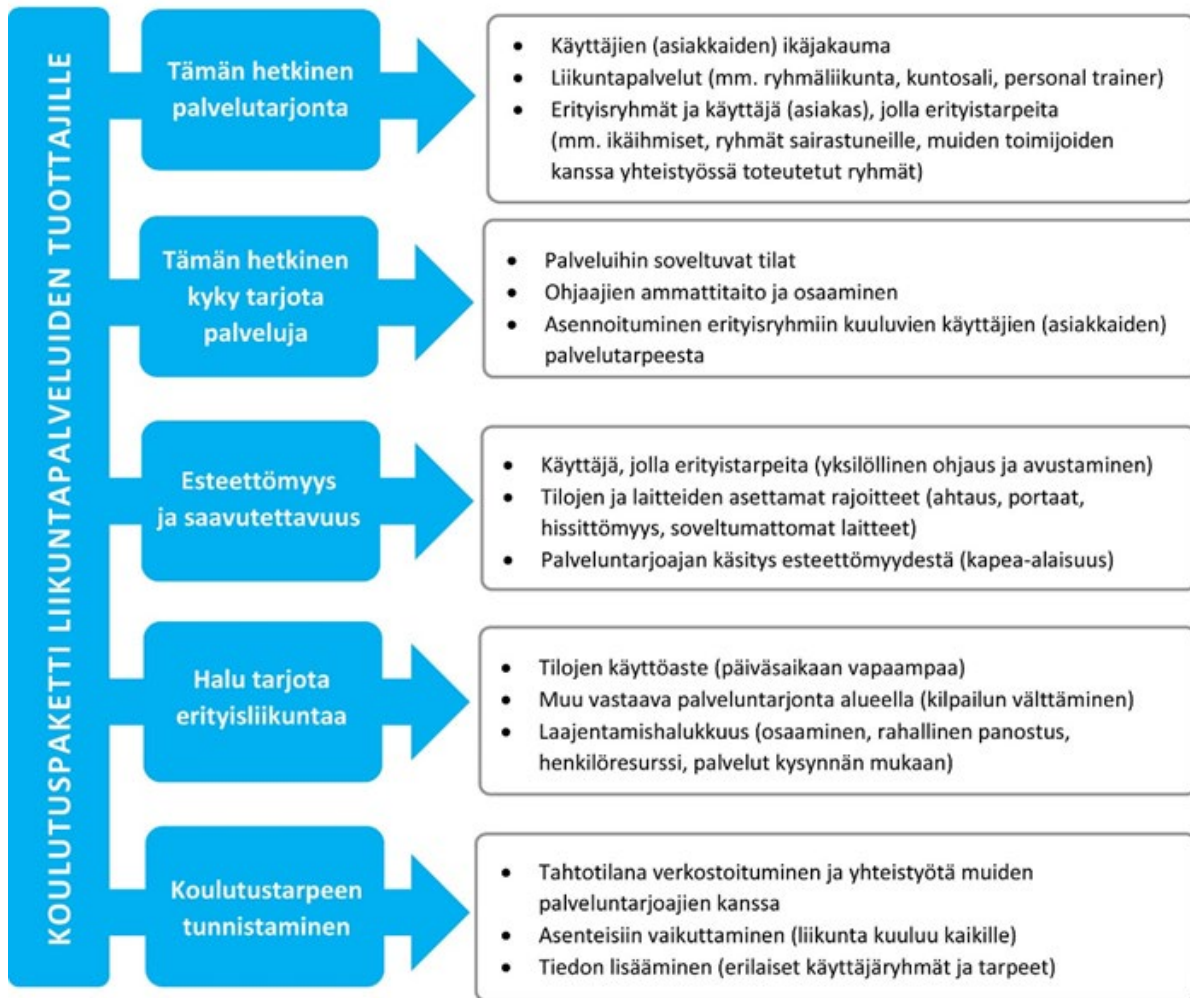 KOULUTUSPAKETTI LIIKUNTAPALVELUIDEN TUOTTAJILLE
Tämän hetkinen
palvelutarjonta
• Käyttäjien (asiakkaiden) ikäjakauma
• Liikuntapalvelut (mm. ryhmäliikunta, kuntosali, personal trainer)
• Erityisryhmät ja käyttäjä (asiakas), jolla erityistarpeita
(mm. ikäihmiset, ryhmät sairastuneille, muiden toimijoiden
kanssa yhteistyössä toteutetut ryhmät)
Tämän hetkinen
kyky tarjota
palveluja
• Palveluihin soveltuvat tilat
• Ohjaajien ammattitaito ja osaaminen
• Asennoituminen erityisryhmiin kuuluvien käyttäjien (asiakkaiden)
palvelutarpeesta
Esteettömyys
ja saavutettavuus
• Käyttäjä, jolla erityistarpeita (yksilöllinen ohjaus ja avustaminen)
• Tilojen ja laitteiden asettamat rajoitteet (ahtaus, portaat,
hissittömyys, soveltumattomat laitteet)
• Palveluntarjoajan käsitys esteettömyydestä (kapea-alaisuus)
Halu tarjota
erityisliikuntaa
• Tilojen käyttöaste (päiväsaikaan vapaampaa)
• Muu vastaava palveluntarjonta alueella (kilpailun välttäminen)
• Laajentamishalukkuus (osaaminen, rahallinen panostus,
henkilöresurssi, palvelut kysynnän mukaan)
Koulutustarpeen
tunnistaminen
• Tahtotilana verkostoituminen ja yhteistyötä muiden
palveluntarjoajien kanssa
• Asenteisiin vaikuttaminen (liikunta kuuluu kaikille)
• Tiedon lisääminen (erilaiset käyttäjäryhmät ja tarpeet)